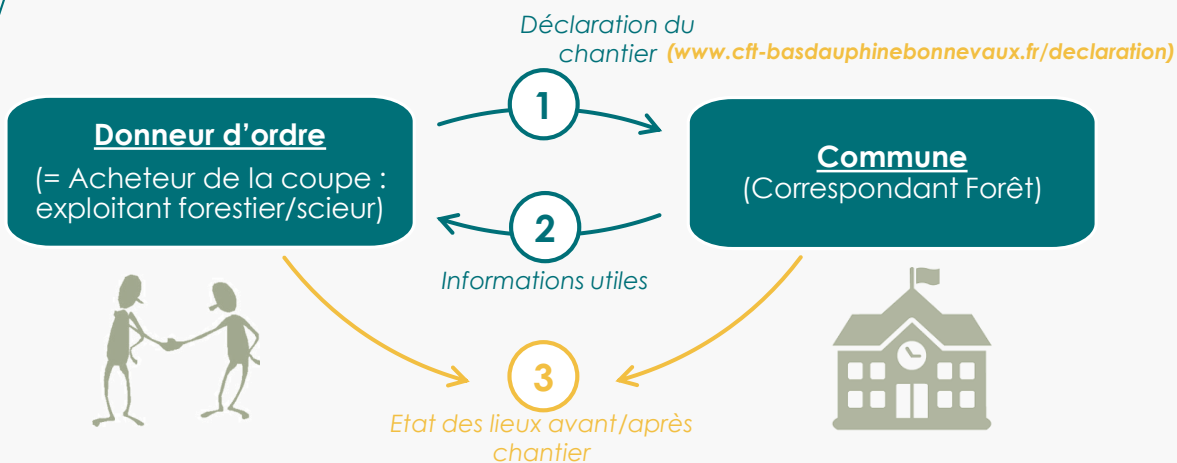 Déclaration du
chantier (www.cft-basdauphinebonnevaux.fr/declaration)
1
Donneur d’ordre
(= Acheteur de la coupe :
exploitant forestier/scieur)
Commune
(Correspondant Forêt)
2
Informations utiles
3
Etat des lieux avant/après
chantier